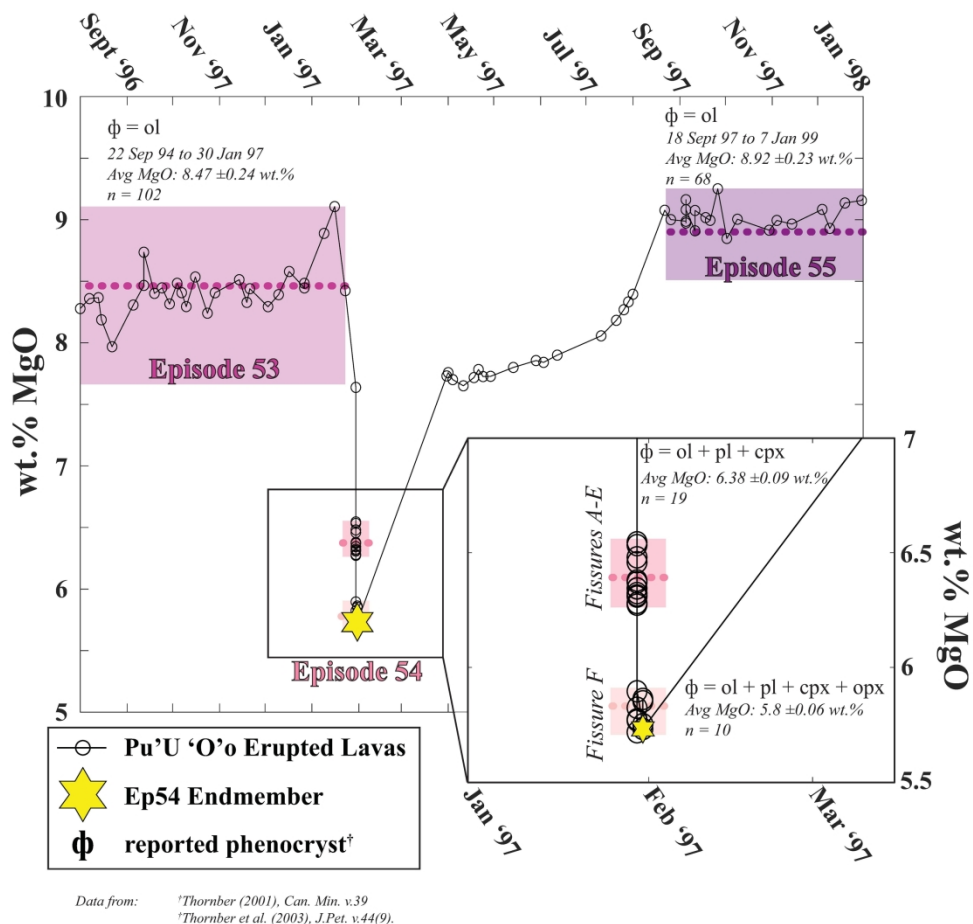 Sept '96
Nov '97
Jan '97
Mar '97
May '97
Jul '97
Sep '97
Nov '97
Jan '98
10
9
8
7
6
5
wt.% MgO
ϕ = ol
22 Sep 94 to 30 Jan 97
Avg MgO: 8.47 ±0.24 wt.%
n = 102
Episode 53
ϕ = ol
18 Sept 97 to 7 Jan 99
Avg MgO: 8.92 ±0.23 wt.%
n = 68
Episode 55
Episode 54
ϕ = ol + pl + cpx
Avg MgO: 6.38 ±0.09 wt.%
n = 19
Fissures A-E
ϕ = ol + pl + cpx + opx
Avg MgO: 5.8 ±0.06 wt.%
n = 10
Fissure F
7
6.5
6
5.5
wt.% MgO
Jan '97
Feb '97
Mar '97
Pu'U 'O'o Erupted Lavas
Ep54 Endmember
ϕ reported phenocryst†
Data from: †Thornber (2001), Can. Min. v.39
†Thornber et al. (2003), J.Pet. v.44(9).